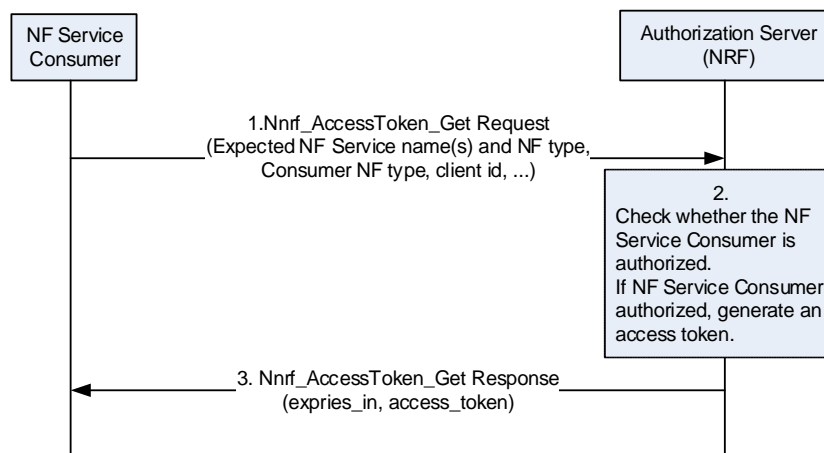 NF Service
Consumer
Authorization Server
(NRF)
1.Nnrf_AccessToken_Get Request
(Expected NF Service name(s) and NF type,
Consumer NF type, client id, ...)
2.
Check whether the NF
Service Consumer is
authorized.
If NF Service Consumer
authorized, generate an
access token.
3. Nnrf_AccessToken_Get Response
(expries_in, access_token)